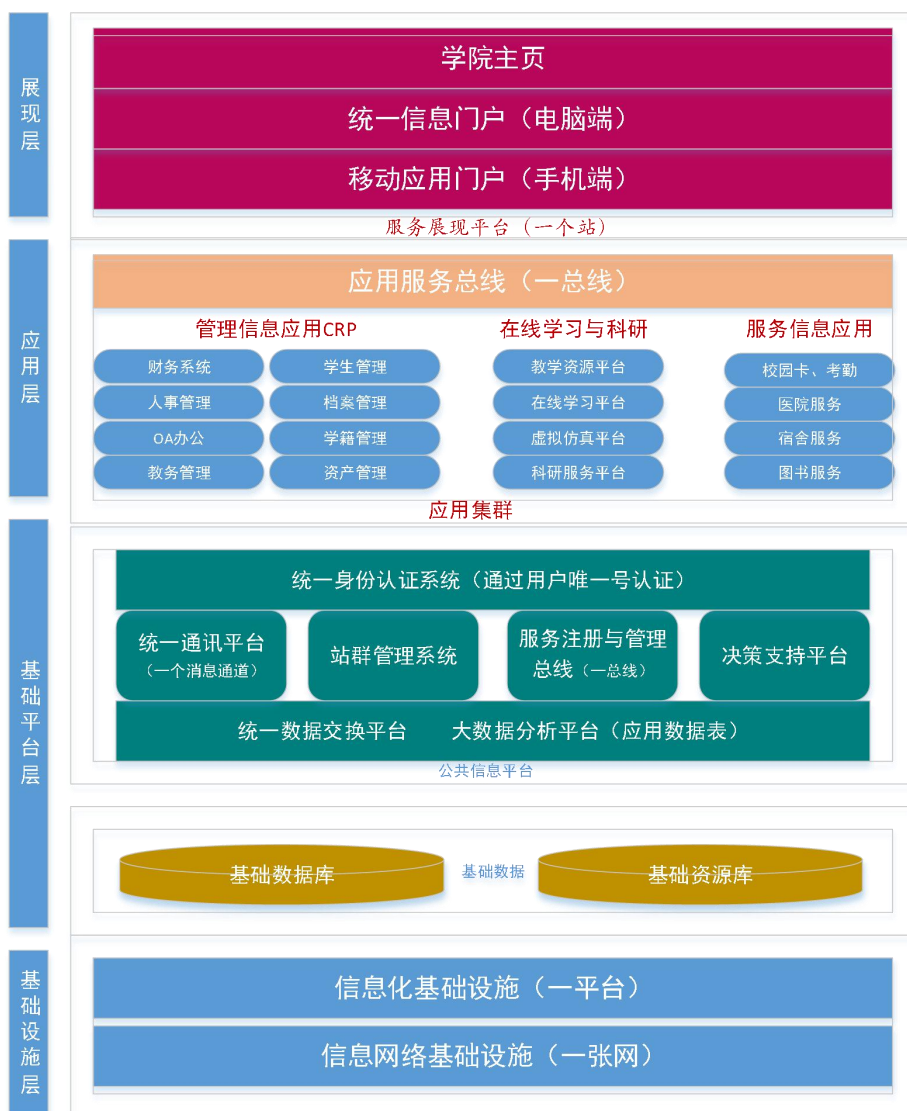 展现层
学院主页
统一信息门户（电脑端）
移动应用门户（手机端）
服务展现平台（一个站）
应用层
应用服务总线（一总线）
管理信息应用CRP
在线学习与科研
服务信息应用
财务系统
学生管理
教学资源平台
校园卡、考勤
人事管理
档案管理
在线学习平台
医院服务
OA办公
学籍管理
虚拟仿真平台
宿舍服务
教务管理
资产管理
科研服务平台
图书服务
应用集群
基础平台层
统一身份认证系统（通过用户唯一号认证）
统一通讯平台
（一个消息通道）
站群管理系统
服务注册与管理
总线（一总线）
决策支持平台
统一数据交换平台 大数据分析平台（应用数据表）
公共信息平台
基础数据库
基础数据
基础资源库
基础设施层
信息化基础设施（一平台）
信息网络基础设施（一张网）